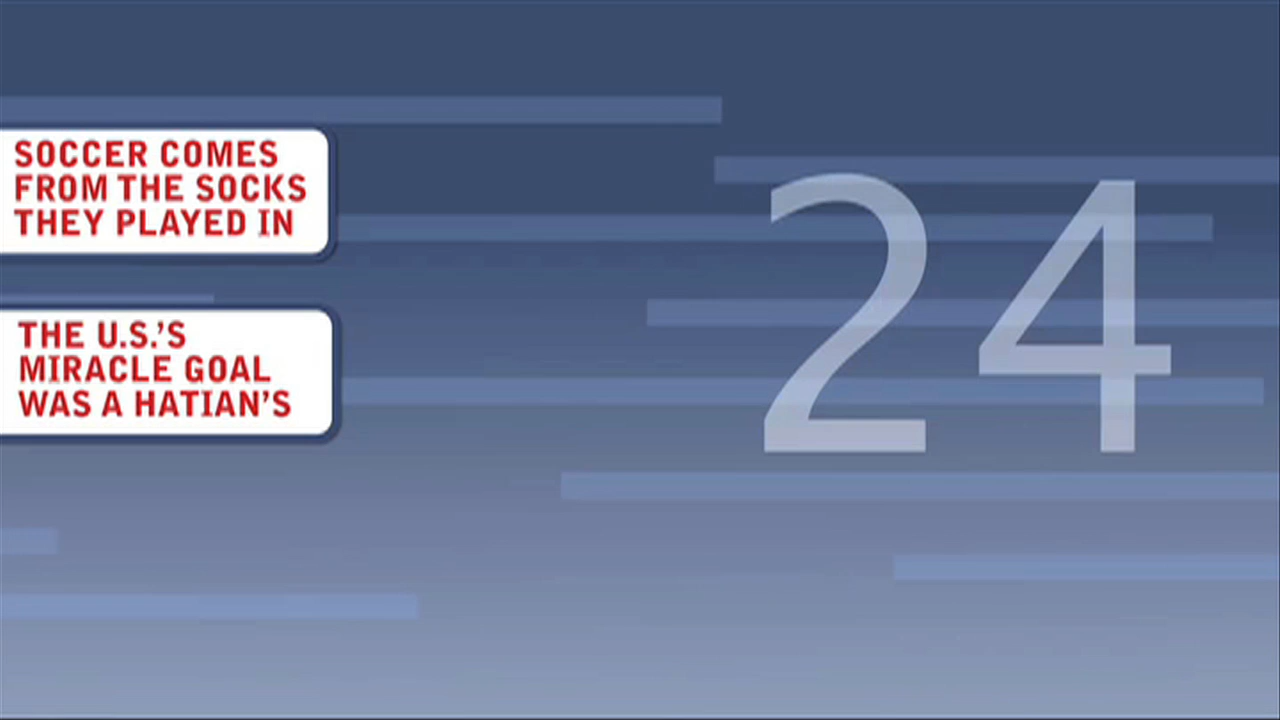 SOCCER COMES
FROM THE SOCKS
THEY PLAYED IN
THE U.S.'S
MIRACLE GOAL
WAS A HATIAN'S
24